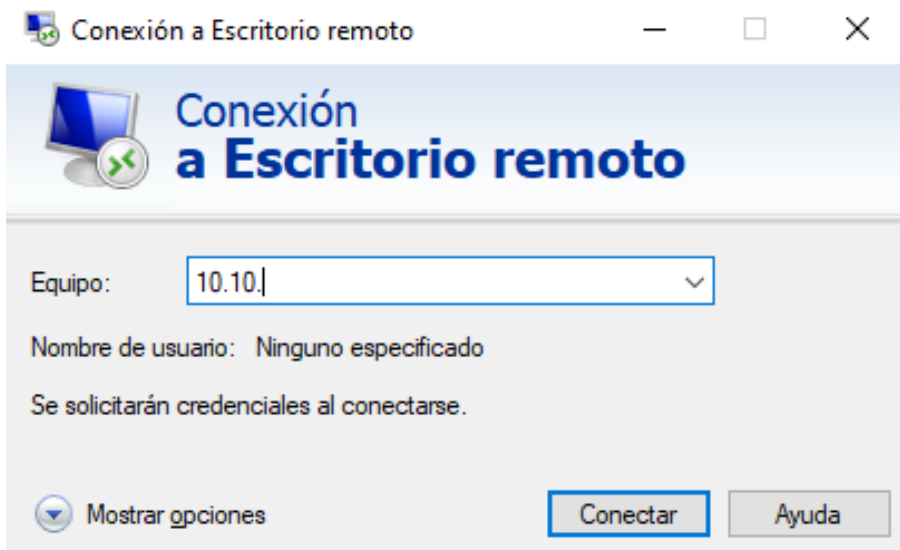 Conexión a Escritorio remoto
Conexión
a Escritorio remoto
Equipo: 10.10.
Nombre de usuario: Ninguno especificado
Se solicitarán credenciales al conectarse.
Mostrar opciones Conectar Ayuda